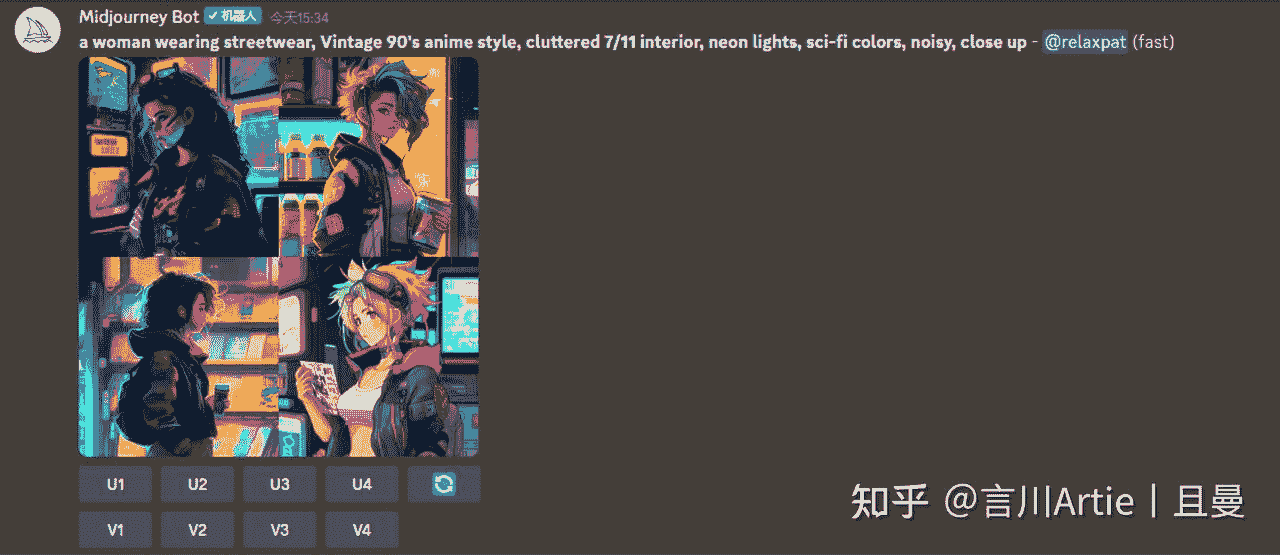 Midjourney Bot ✓ 机器人 今天15:34
a woman wearing streetwear, Vintage 90's anime style, cluttered 7/11 interior, neon lights, sci-fi colors, noisy, close up - @relaxpat (fast)
U1 U2 U3 U4
V1 V2 V3 V4
知乎 @言川Artie丨且曼